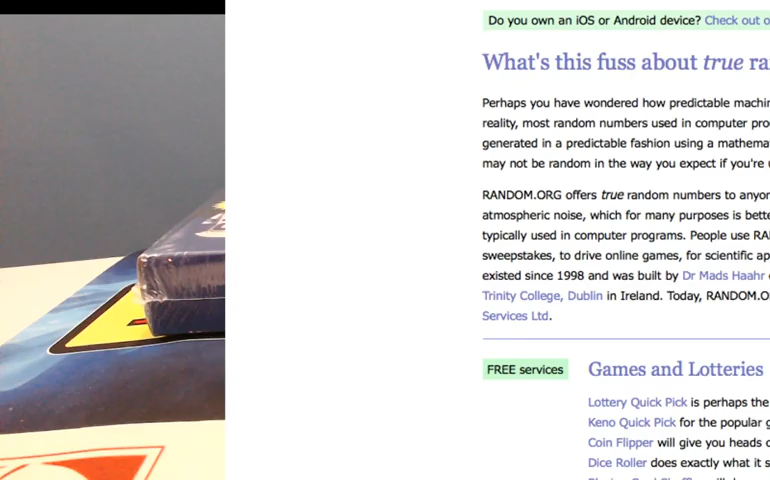 Do you own an iOS or Android device? Check out o
What's this fuss about true ra
Perhaps you have wondered how predictable machin
reality, most random numbers used in computer pro
generated in a predictable fashion using a mathema
may not be random in the way you expect if you're u
RANDOM.ORG offers true random numbers to anyon
atmospheric noise, which for many purposes is bette
typically used in computer programs. People use RA
sweepstakes, to drive online games, for scientific ap
existed since 1998 and was built by Dr Mads Haahr
Trinity College, Dublin in Ireland. Today, RANDOM.O
Services Ltd.
FREE services
Games and Lotteries
Lottery Quick Pick is perhaps the
Keno Quick Pick for the popular g
Coin Flipper will give you heads o
Dice Roller does exactly what it s